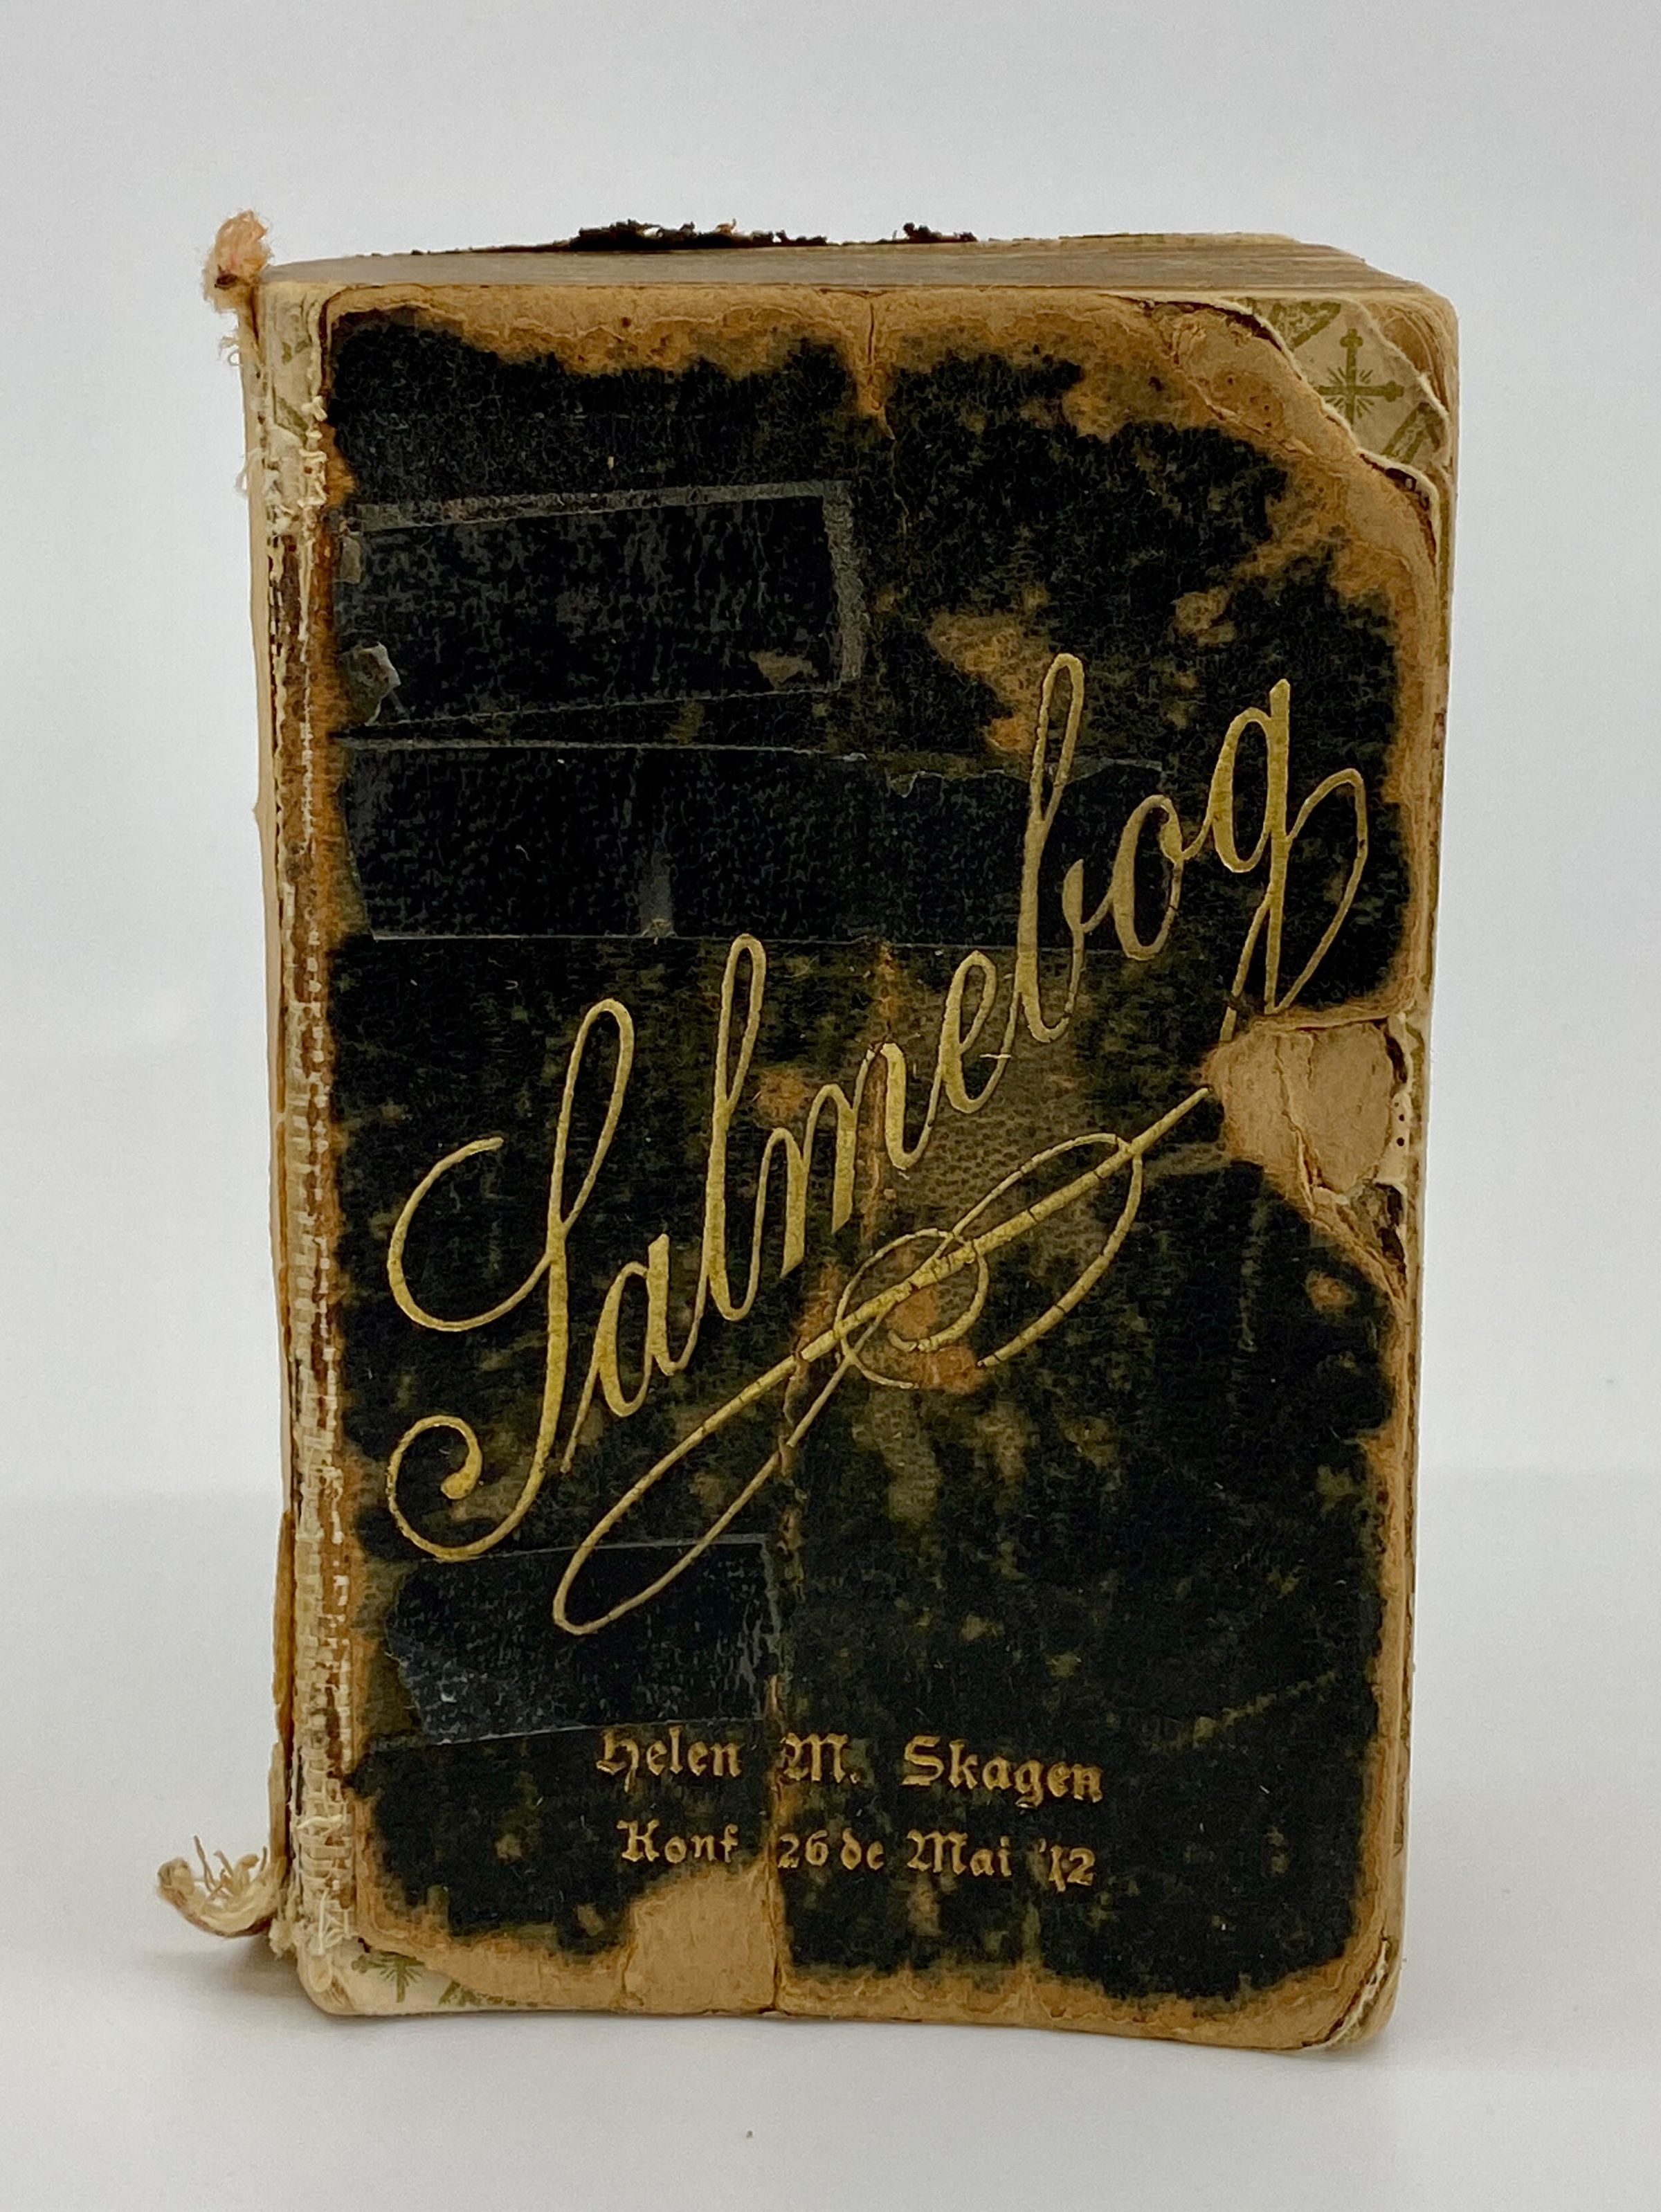 Salmebog
Helen M. Skagen
Konf 26de Mai '12